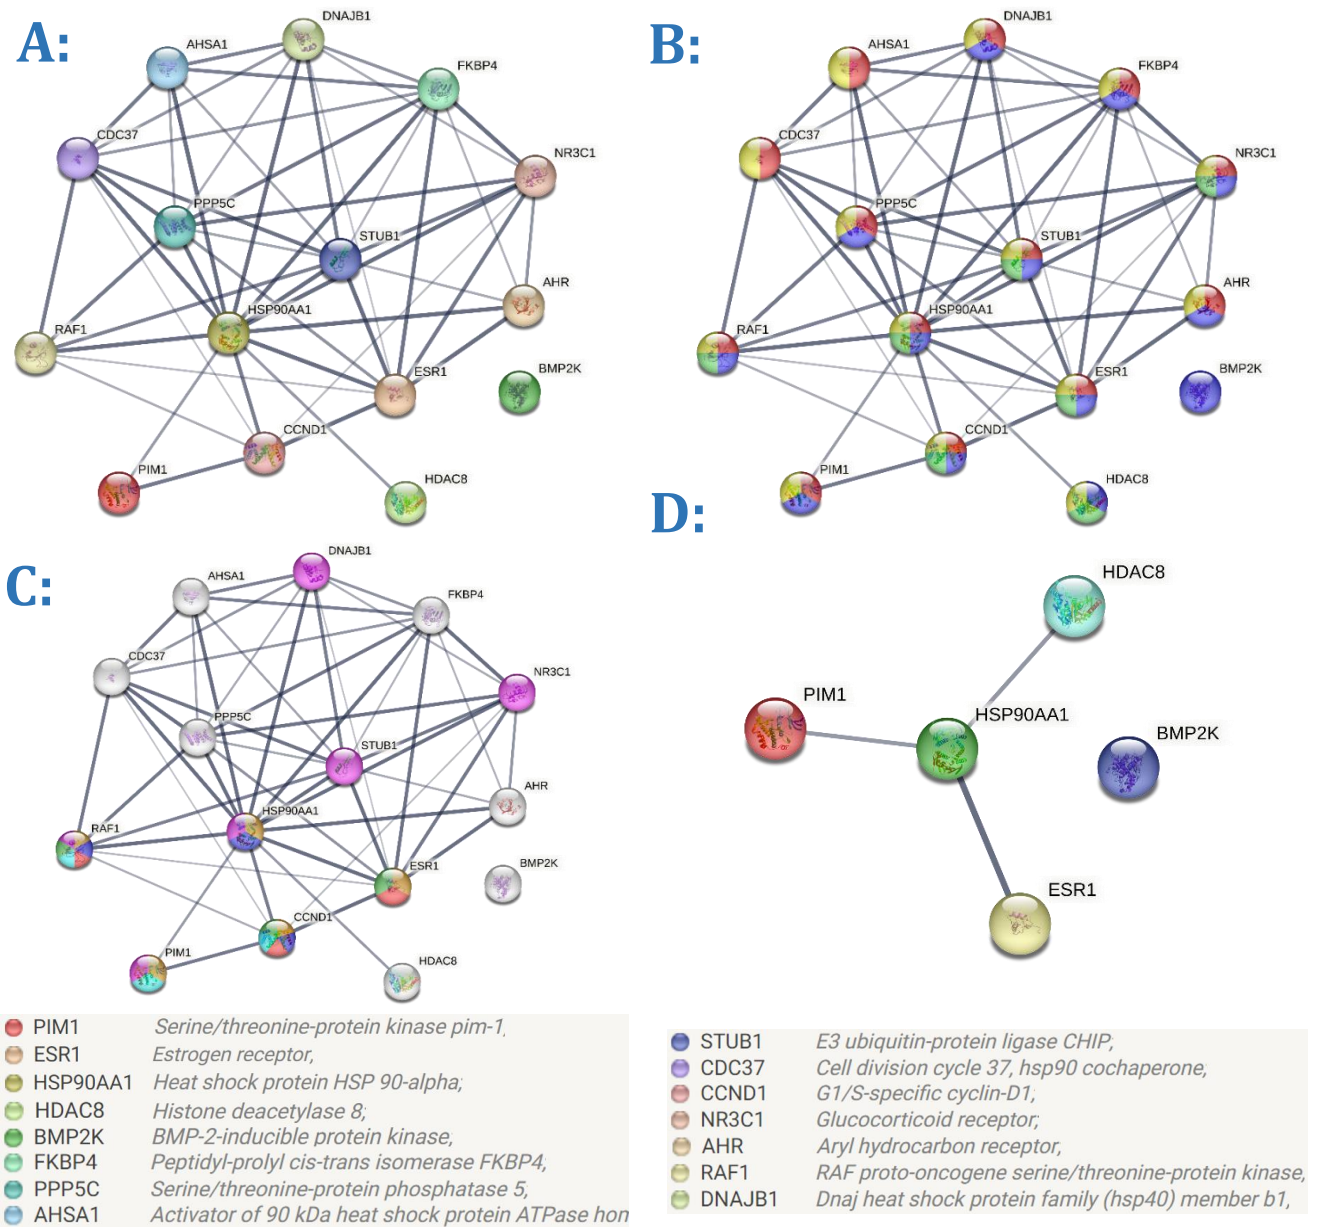 A:
DNAJB1
AHSA1
FKBP4
CDC37
NR3C1
PPP5C
STUB1
AHR
HSP90AA1
RAF1
ESR1
BMP2K
CCND1
PIM1
HDAC8
B:
DNAJB1
AHSA1
FKBP4
CDC37
NR3C1
PPP5C
STUB1
AHR
HSP90AA1
RAF1
ESR1
BMP2K
CCND1
PIM1
HDAC8
C:
DNAJB1
AHSA1
FKBP4
CDC37
NR3C1
PPP5C
STUB1
AHR
HSP90AA1
RAF1
ESR1
BMP2K
CCND1
PIM1
HDAC8
D:
HDAC8
PIM1
HSP90AA1
BMP2K
ESR1
PIM1 Serine/threonine-protein kinase pim-1,
ESR1 Estrogen receptor,
HSP90AA1 Heat shock protein HSP 90-alpha;
HDAC8 Histone deacetylase 8;
BMP2K BMP-2-inducible protein kinase,
FKBP4 Peptidyl-prolyl cis-trans isomerase FKBP4;
PPP5C Serine/threonine-protein phosphatase 5,
AHSA1 Activator of 90 kDa heat shock protein ATPase hom
STUB1 E3 ubiquitin-protein ligase CHIP;
CDC37 Cell division cycle 37, hsp90 cochaperone,
CCND1 G1/S-specific cyclin-D1;
NR3C1 Glucocorticoid receptor;
AHR Aryl hydrocarbon receptor,
RAF1 RAF proto-oncogene serine/threonine-protein kinase,
DNAJB1 Dnaj heat shock protein family (hsp40) member b1,